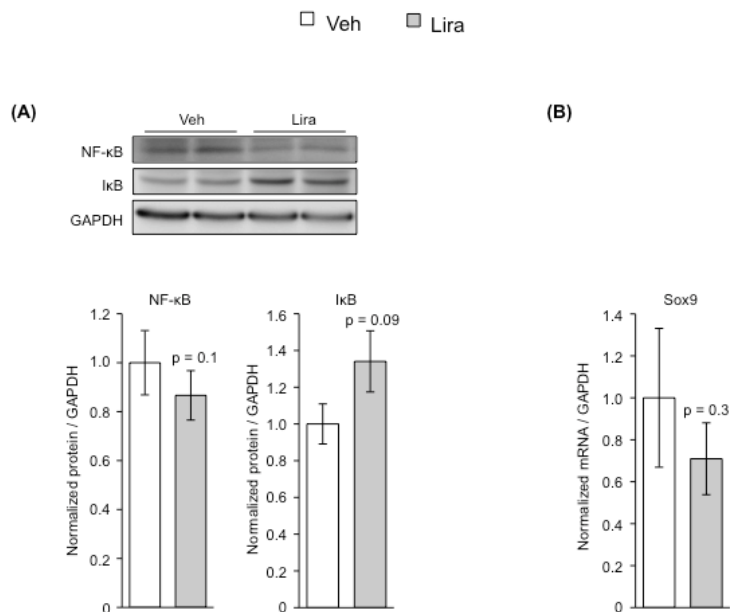 Veh
Lira
(A)
Veh
Lira
NF-κB
IκB
GAPDH
NF-κB
Normalized protein / GAPDH
1.2
1.0
0.8
0.6
0.4
0.2
0
p = 0.1
IκB
Normalized protein / GAPDH
1.6
1.4
1.2
1.0
0.8
0.6
0.4
0.2
0
p = 0.09
(B)
Sox9
Normalized mRNA / GAPDH
1.4
1.2
1.0
0.8
0.6
0.4
0.2
0
p = 0.3